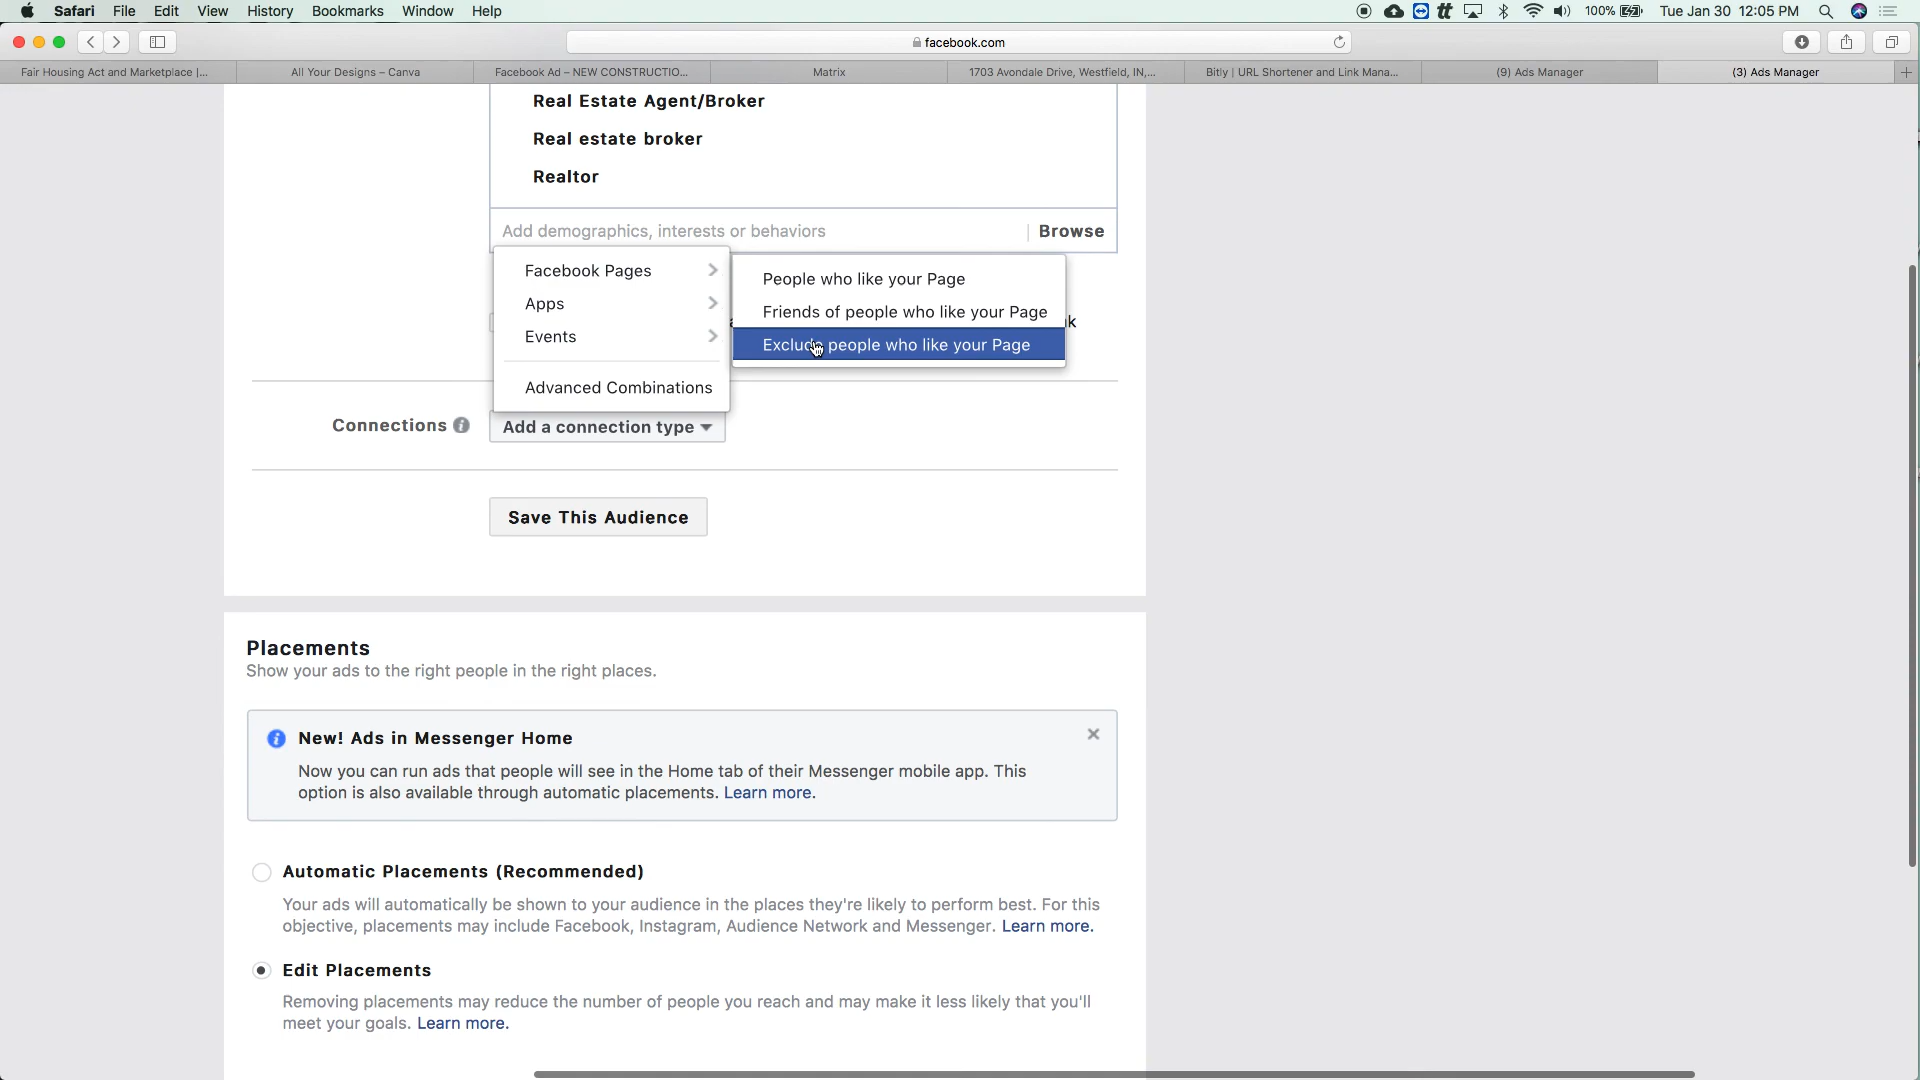 Safari File Edit View History Bookmarks Window Help 100% Tue Jan 30 12:05 PM
facebook.com
Fair Housing Act and Marketplace |... All Your Designs – Canva Facebook Ad – NEW CONSTRUCTIO... Matrix 1703 Avondale Drive, Westfield, IN,... Bitly | URL Shortener and Link Mana... (9) Ads Manager (3) Ads Manager
Real Estate Agent/Broker
Real estate broker
Realtor
Add demographics, interests or behaviors Browse
Facebook Pages
Apps
Events
Advanced Combinations
People who like your Page
Friends of people who like your Page
Exclude people who like your Page
Connections Add a connection type
Save This Audience
Placements
Show your ads to the right people in the right places.
New! Ads in Messenger Home
Now you can run ads that people will see in the Home tab of their Messenger mobile app. This
option is also available through automatic placements. Learn more.
Automatic Placements (Recommended)
Your ads will automatically be shown to your audience in the places they're likely to perform best. For this
objective, placements may include Facebook, Instagram, Audience Network and Messenger. Learn more.
Edit Placements
Removing placements may reduce the number of people you reach and may make it less likely that you'll
meet your goals. Learn more.